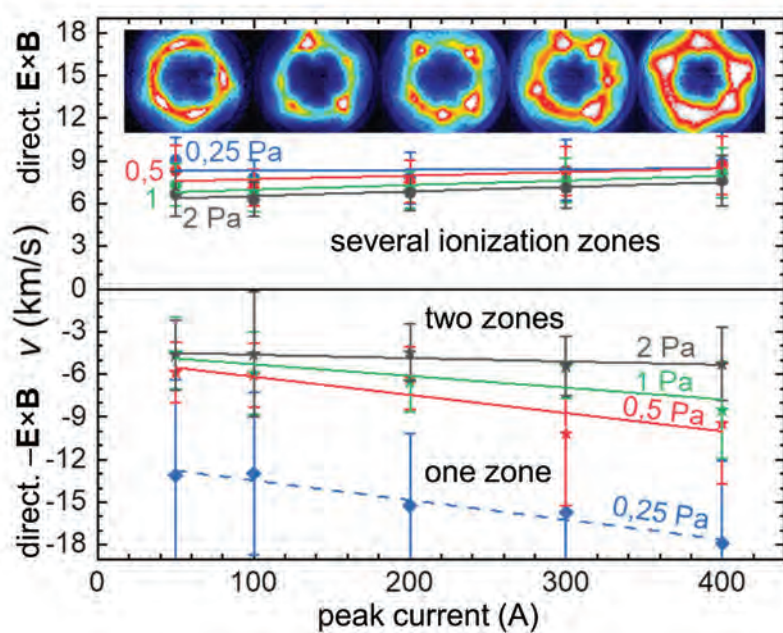 direct. E×B
direct. −E×B v (km/s)
18
15
12
9
6
3
0
-3
-6
-9
-12
-15
-18
0,25 Pa
0,5
1
2 Pa
several ionization zones
two zones
2 Pa
1 Pa
0,5 Pa
one zone
0,25 Pa
0 100 200 300 400
peak current (A)